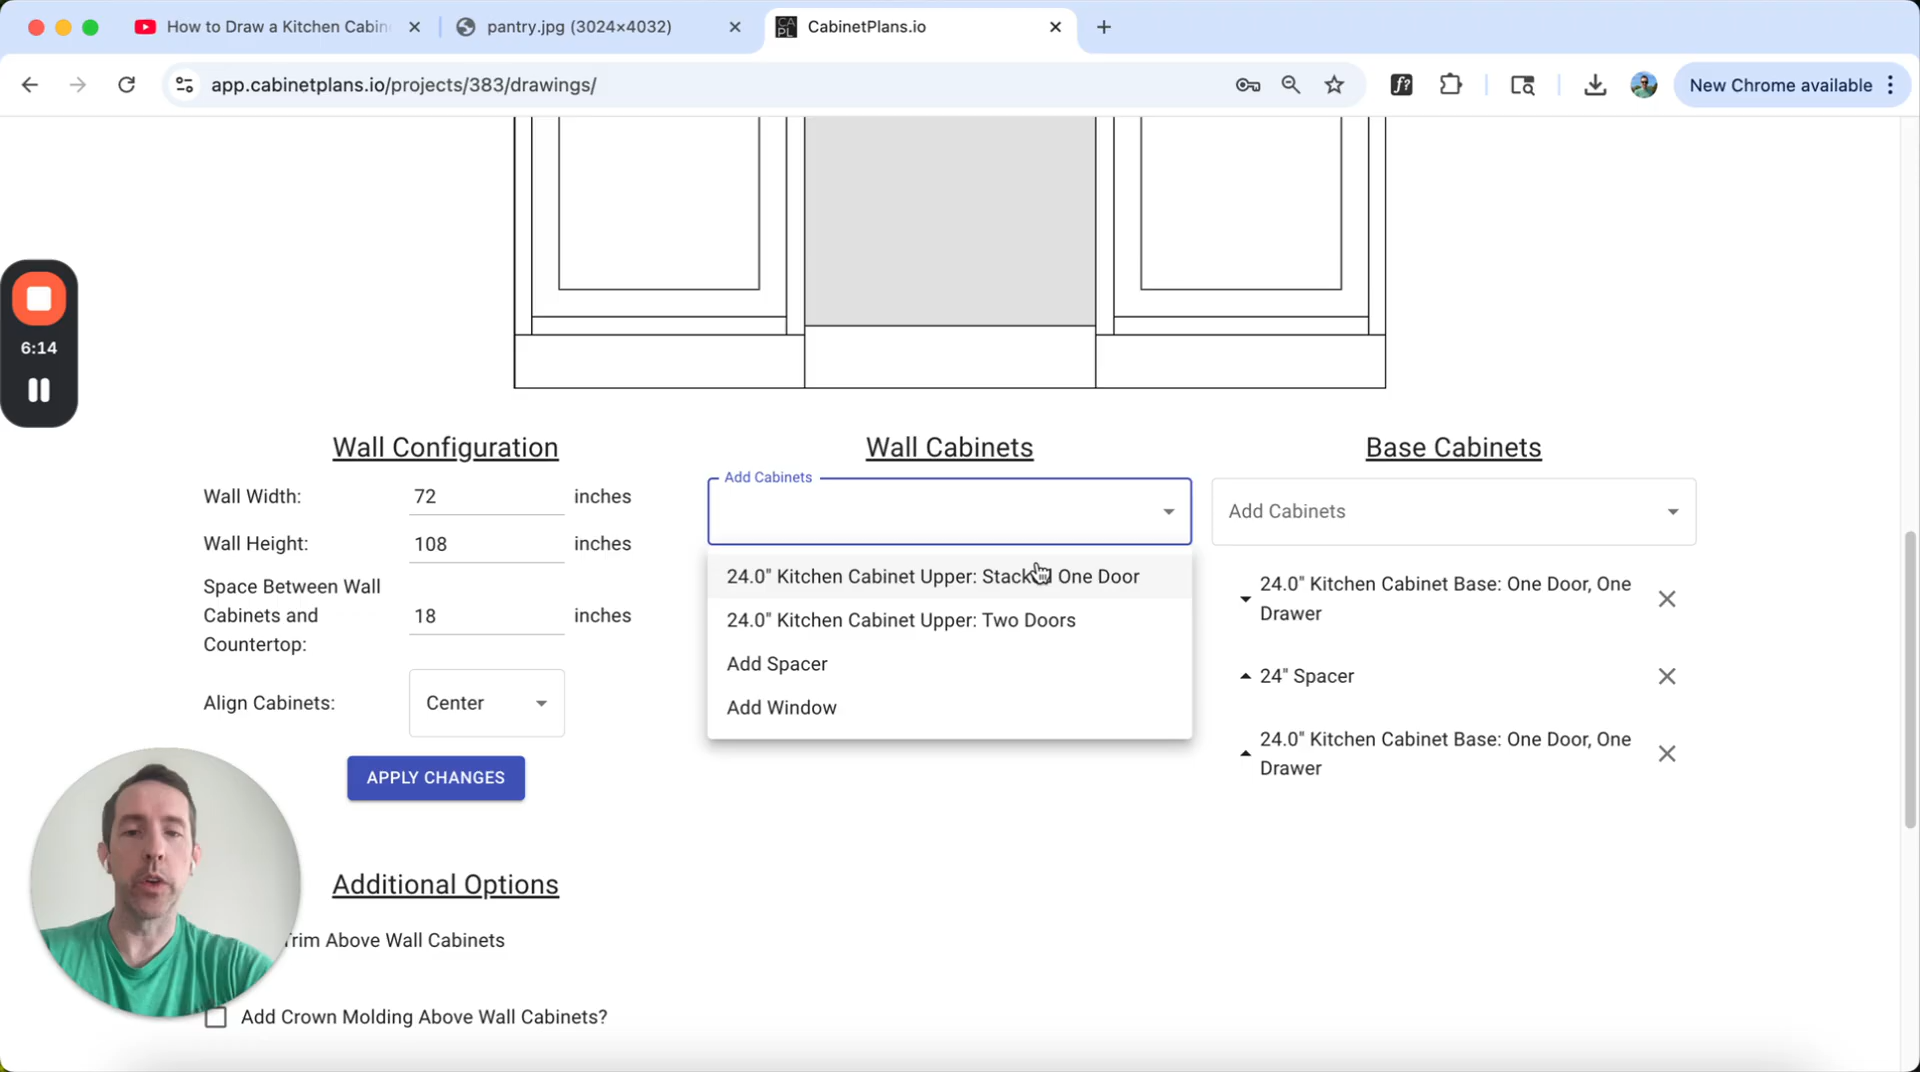 How to Draw a Kitchen Cabin
pantry.jpg (3024×4032)
CabinetPlans.io
app.cabinetplans.io/projects/383/drawings/
New Chrome available
6:14
Wall Configuration
Wall Width:
72
inches
Wall Height:
108
inches
Space Between Wall
Cabinets and
Countertop:
18
inches
Align Cabinets:
Center
APPLY CHANGES
Additional Options
Trim Above Wall Cabinets
Add Crown Molding Above Wall Cabinets?
Wall Cabinets
Add Cabinets
24.0" Kitchen Cabinet Upper: Stacked One Door
24.0" Kitchen Cabinet Upper: Two Doors
Add Spacer
Add Window
Base Cabinets
Add Cabinets
24.0" Kitchen Cabinet Base: One Door, One
Drawer
24" Spacer
24.0" Kitchen Cabinet Base: One Door, One
Drawer